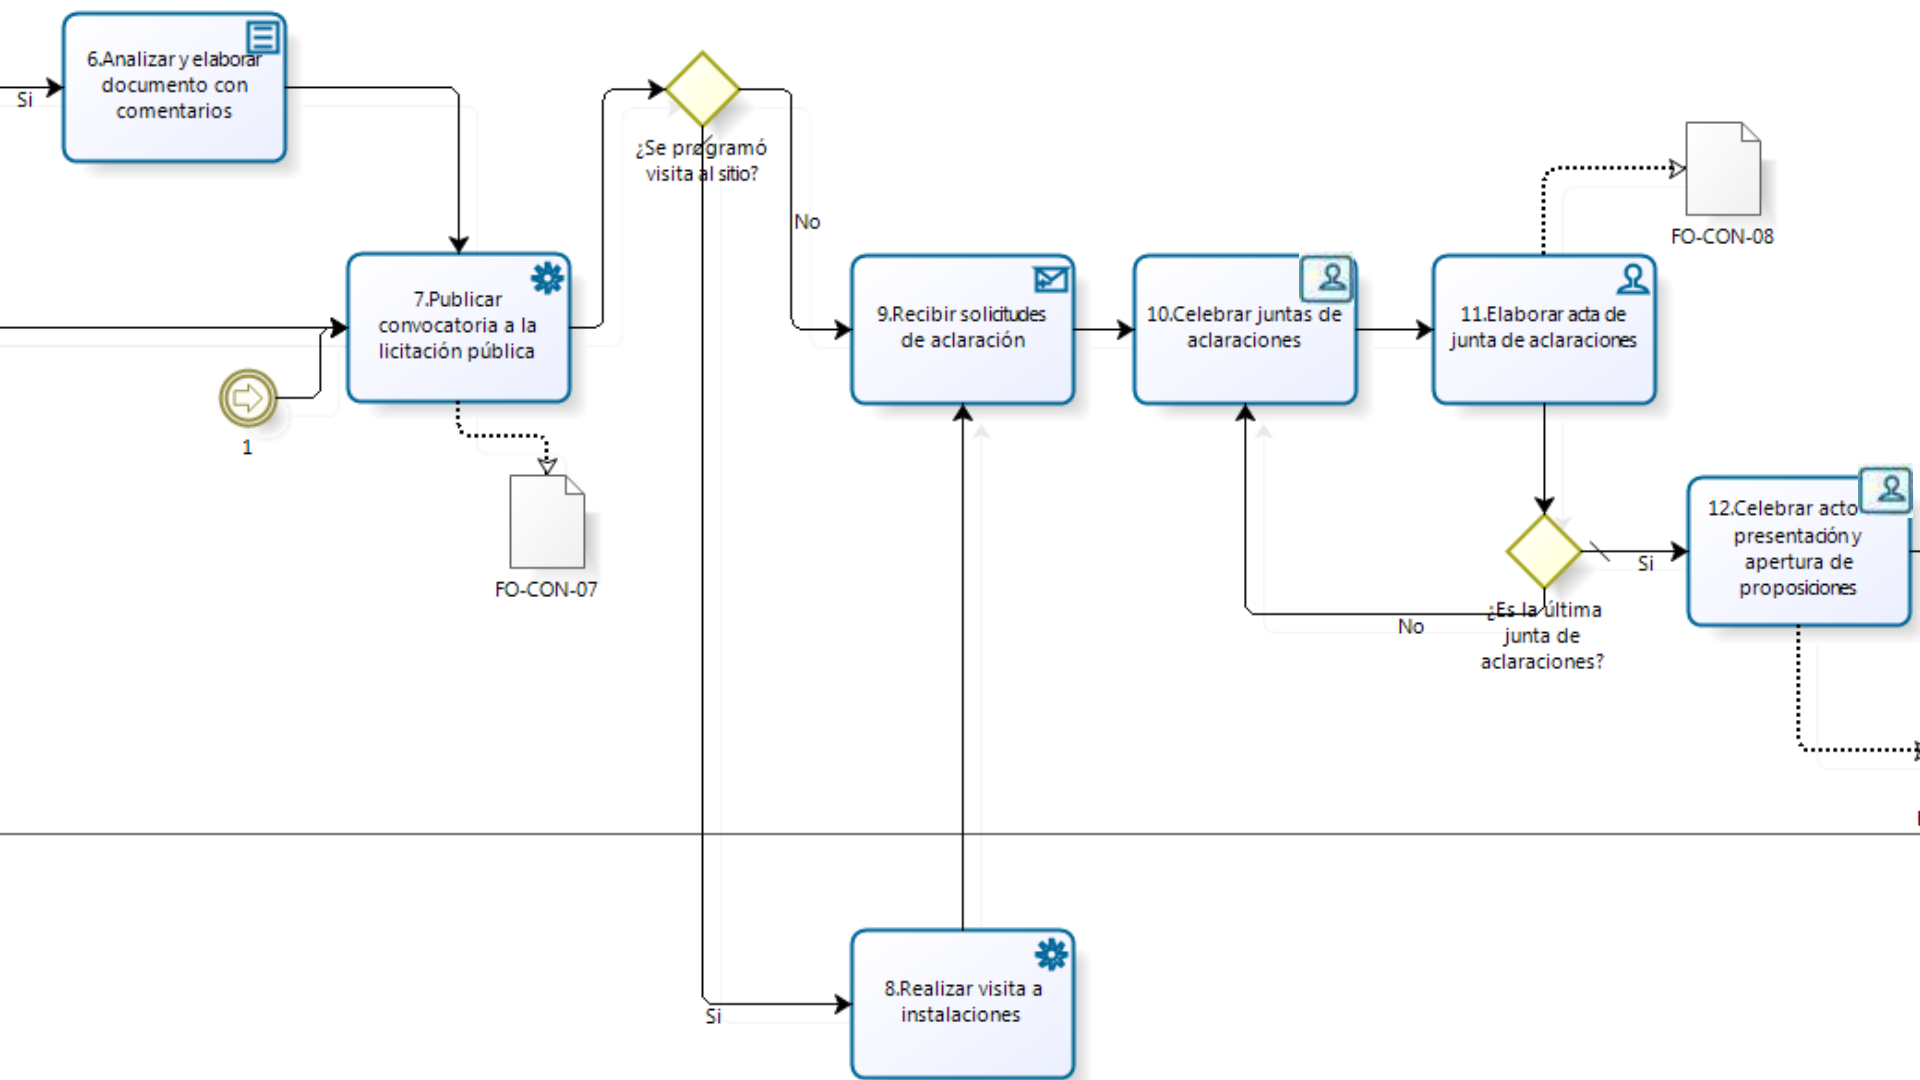 Si
6.Analizar y elaborar
documento con
comentarios
¿Se programó
visita al sitio?
No
7.Publicar
convocatoria a la
licitación pública
1
FO-CON-07
9.Recibir solicitudes
de aclaración
10.Celebrar juntas de
aclaraciones
11.Elaborar acta de
junta de aclaraciones
FO-CON-08
¿Es la última
junta de
aclaraciones?
No
Si
12.Celebrar acto
presentación y
apertura de
proposiciones
Si
8.Realizar visita a
instalaciones